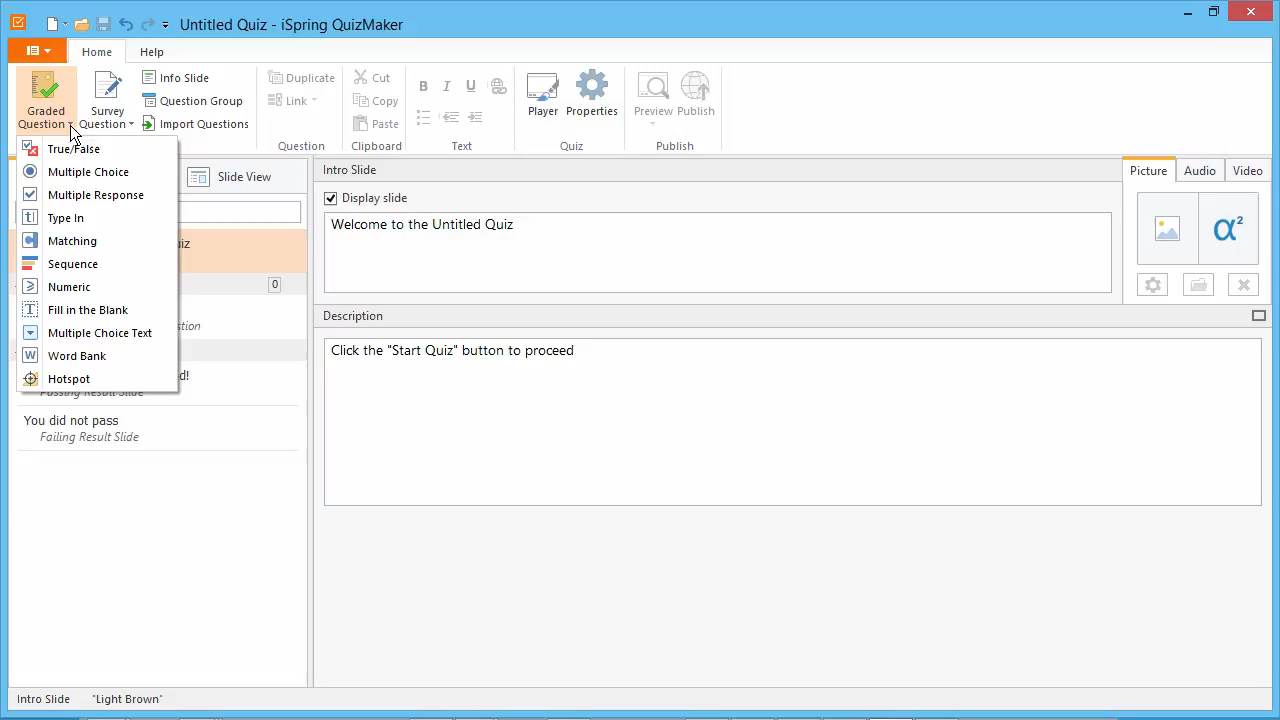 Untitled Quiz - iSpring QuizMaker
Home
Help
Graded
Question
Survey
Question
Info Slide
Question Group
Import Questions
Duplicate
Link
Question
Cut
Copy
Paste
Clipboard
B
I
U
Text
Player
Properties
Quiz
Preview
Publish
Publish
True/False
Multiple Choice
Multiple Response
Type In
Matching
Sequence
Numeric
Fill in the Blank
Multiple Choice Text
Word Bank
Hotspot
Slide View
0
Passing Result Slide
You did not pass
Failing Result Slide
Intro Slide
Display slide
Welcome to the Untitled Quiz
Description
Click the "Start Quiz" button to proceed
Picture
Audio
Video
α²
Intro Slide
"Light Brown"